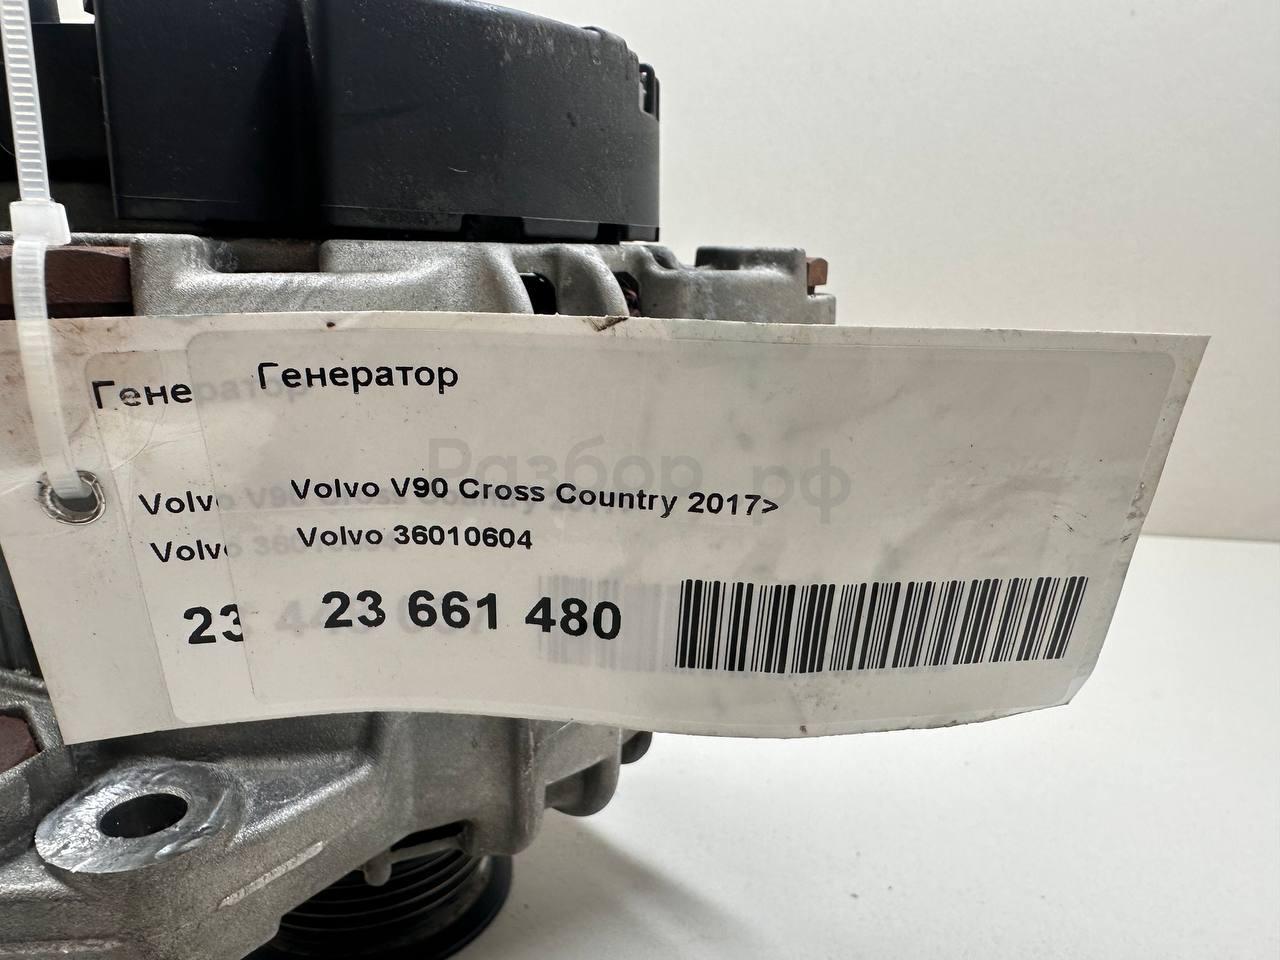 Гене
Генератор
Разбор.рф
Volvo V90 Cross Country 2017>
Volvo 36010604
23 661 480
Volvo
Volvo
23